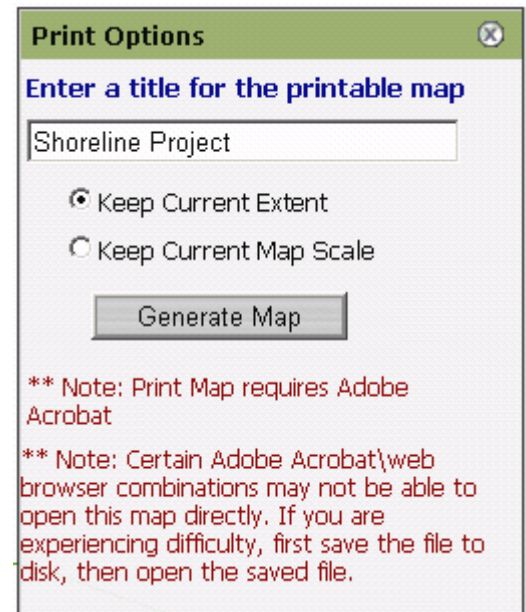 Print Options
Enter a title for the printable map
Shoreline Project
Keep Current Extent
Keep Current Map Scale
Generate Map
** Note: Print Map requires Adobe
Acrobat
** Note: Certain Adobe Acrobat\web
browser combinations may not be able to
open this map directly. If you are
experiencing difficulty, first save the file to
disk, then open the saved file.